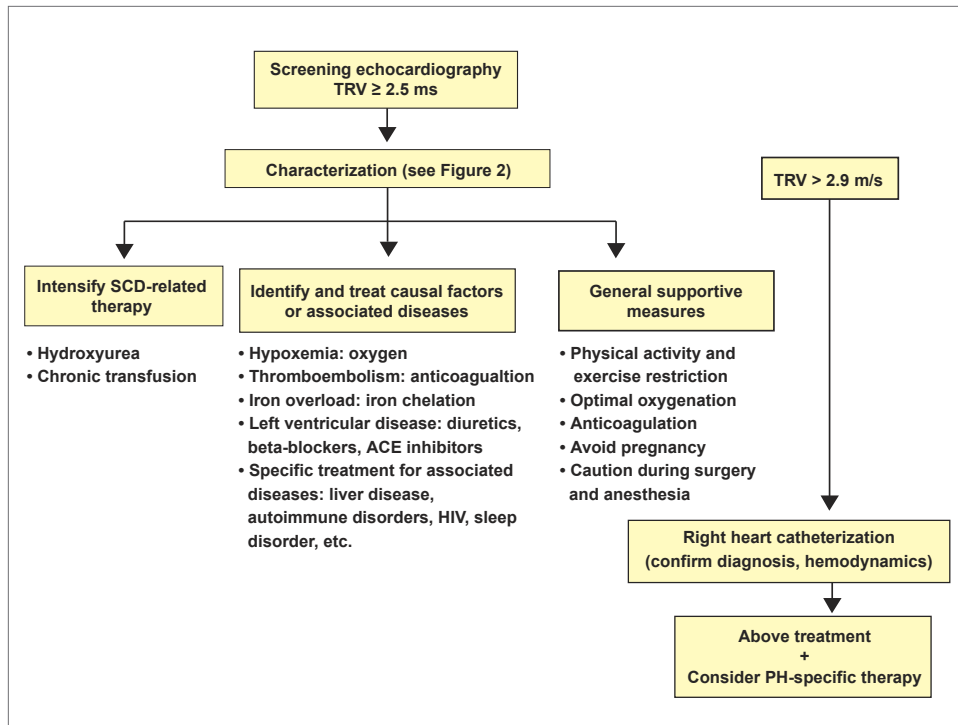 Screening echocardiography
TRV ≥ 2.5 ms
Characterization (see Figure 2)
TRV > 2.9 m/s
Intensify SCD-related
therapy
• Hydroxyurea
• Chronic transfusion
Identify and treat causal factors
or associated diseases
• Hypoxemia: oxygen
• Thromboembolism: anticoagualtion
• Iron overload: iron chelation
• Left ventricular disease: diuretics,
beta-blockers, ACE inhibitors
• Specific treatment for associated
diseases: liver disease,
autoimmune disorders, HIV, sleep
disorder, etc.
General supportive
measures
• Physical activity and
exercise restriction
• Optimal oxygenation
• Anticoagulation
• Avoid pregnancy
• Caution during surgery
and anesthesia
Right heart catheterization
(confirm diagnosis, hemodynamics)
Above treatment
+
Consider PH-specific therapy